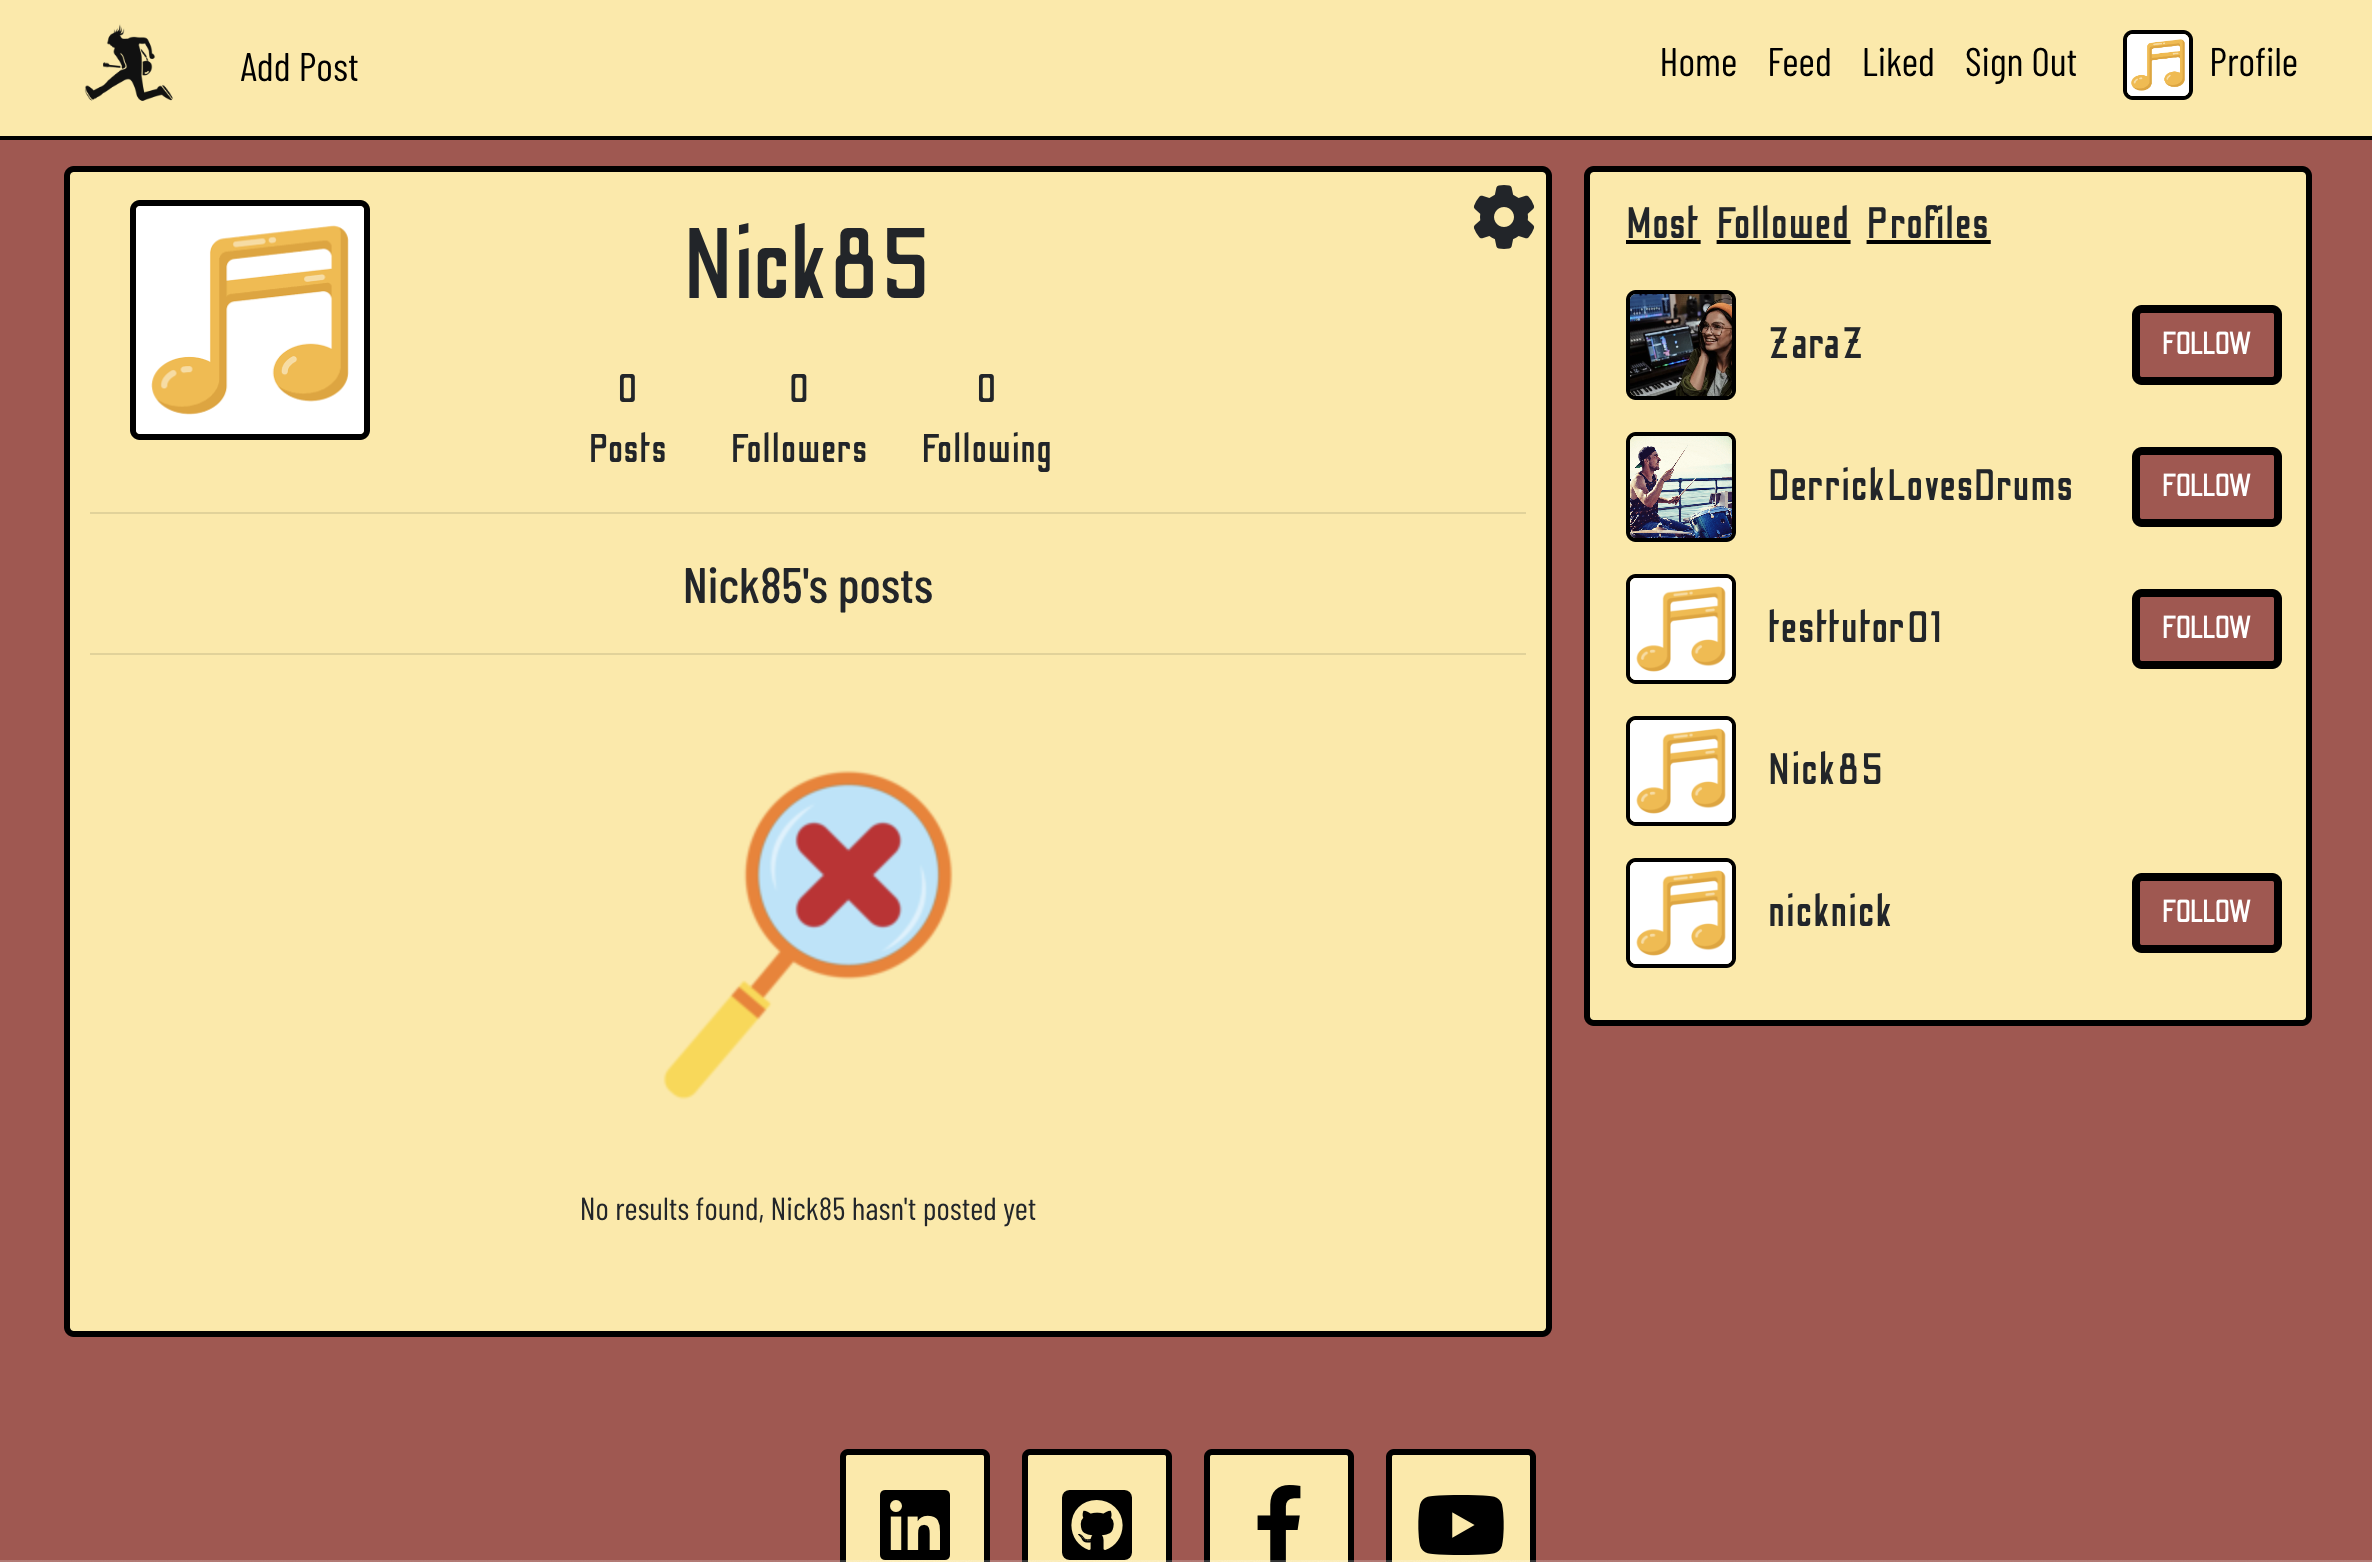 Add Post
Home Feed Liked Sign Out Profile
Nick85
0 0 0
Posts Followers Following
Nick85's posts
No results found, Nick85 hasn't posted yet
Most Followed Profiles
ZaraZ FOLLOW
DerrickLovesDrums FOLLOW
testtutor01 FOLLOW
Nick85
nicknick FOLLOW
in